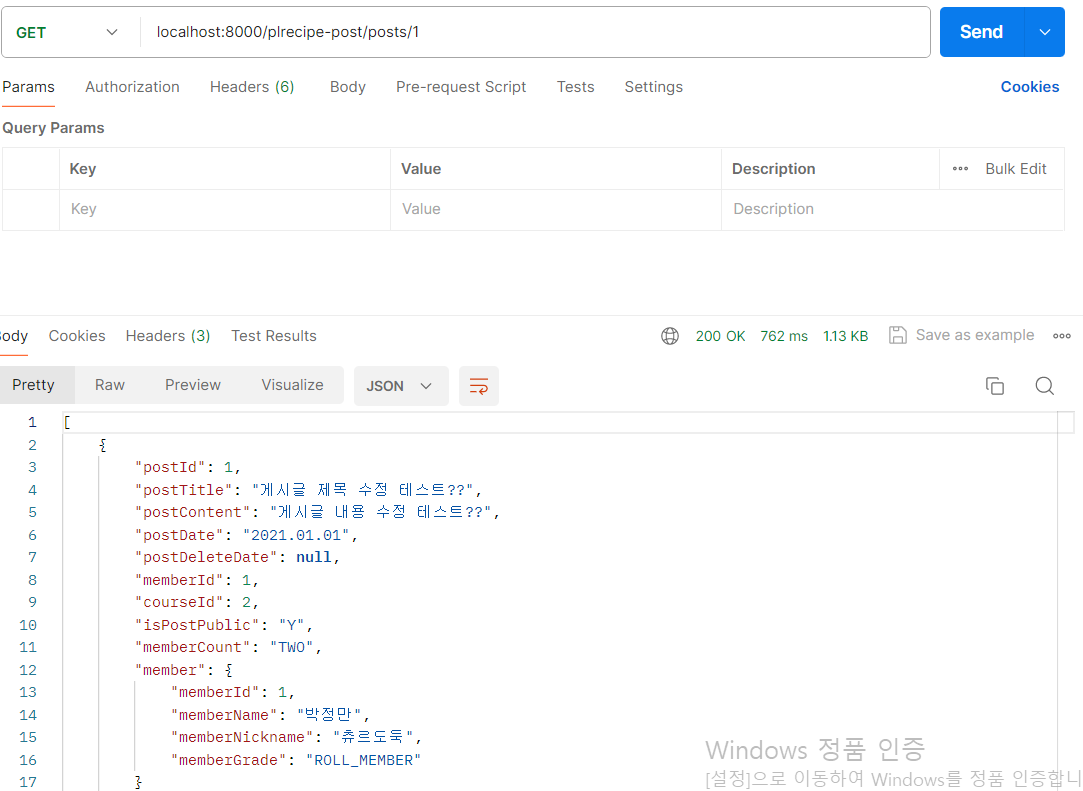 GET localhost:8000/plrecipe-post/posts/1 Send
Params Authorization Headers (6) Body Pre-request Script Tests Settings Cookies
Query Params
Key Value Description Bulk Edit
Key Value Description
ody Cookies Headers (3) Test Results 200 OK 762 ms 1.13 KB Save as example
Pretty Raw Preview Visualize JSON
1 [
2 {
3 "postId": 1,
4 "postTitle": "게시글 제목 수정 테스트??",
5 "postContent": "게시글 내용 수정 테스트??",
6 "postDate": "2021.01.01",
7 "postDeleteDate": null,
8 "memberId": 1,
9 "courseId": 2,
10 "isPostPublic": "Y",
11 "memberCount": "TWO",
12 "member": {
13 "memberId": 1,
14 "memberName": "박정만",
15 "memberNickname": "츄르도둑",
16 "memberGrade": "ROLL_MEMBER"
17 }
Windows 정품 인증
[설정]으로 이동하여 Windows를 정품 인증합니